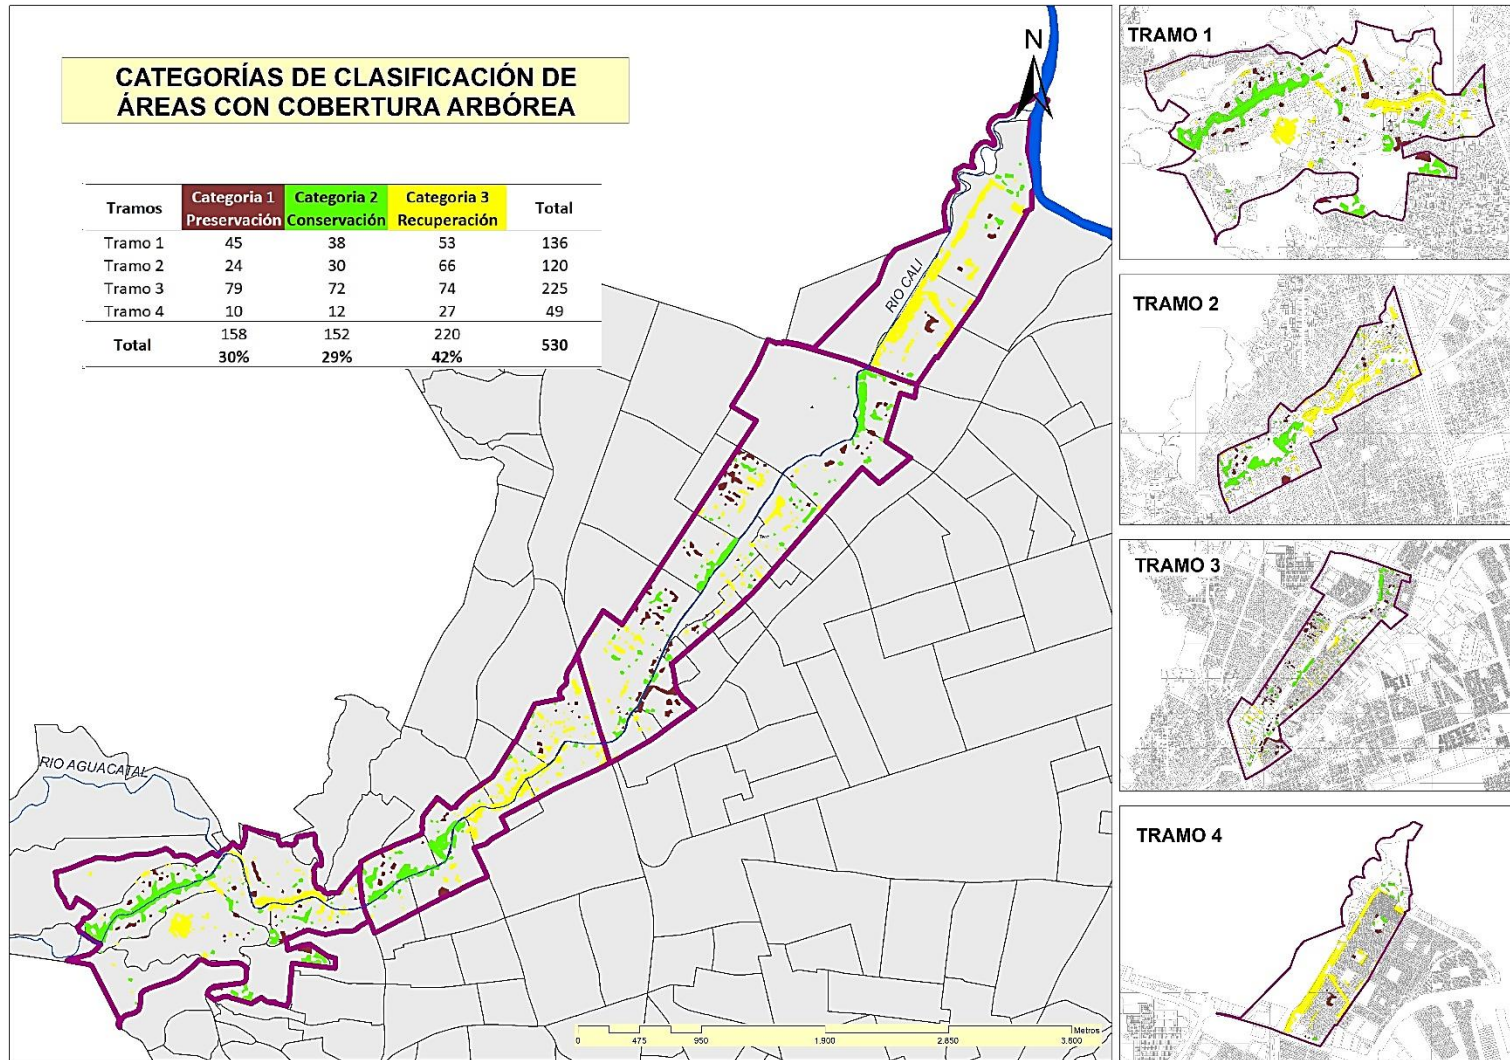 CATEGORÍAS DE CLASIFICACIÓN DE
ÁREAS CON COBERTURA ARBÓREA
Tramos Categoria 1 Preservación Categoria 2 Conservación Categoria 3 Recuperación Total
Tramo 1 45 38 53 136
Tramo 2 24 30 66 120
Tramo 3 79 72 74 225
Tramo 4 10 12 27 49
Total 158 152 220 530
30% 29% 42%
N
RIO CALI
RIO AGUACATAL
Metros
0 475 950 1.900 2.850 3.800
TRAMO 1
TRAMO 2
TRAMO 3
TRAMO 4